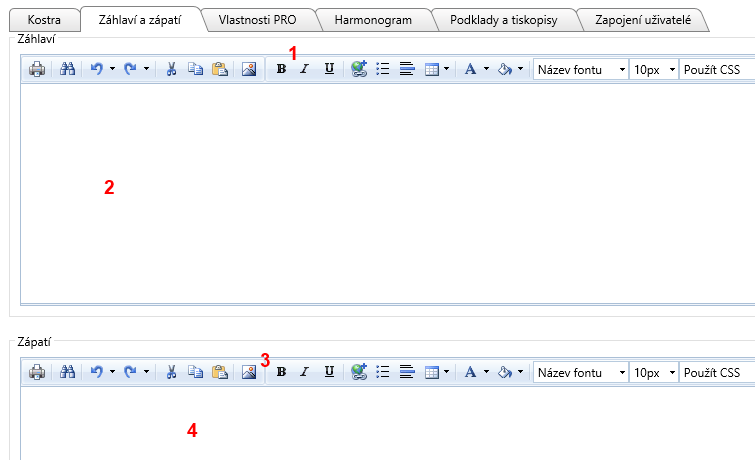 Kostra Záhlaví a zápatí Vlastnosti PRO Harmonogram Podklady a tiskopisy Zapojení uživatelé
Záhlaví
1
B I U A Název fontu 10px Použít CSS
2
Zápatí
3
B I U A Název fontu 10px Použít CSS
4